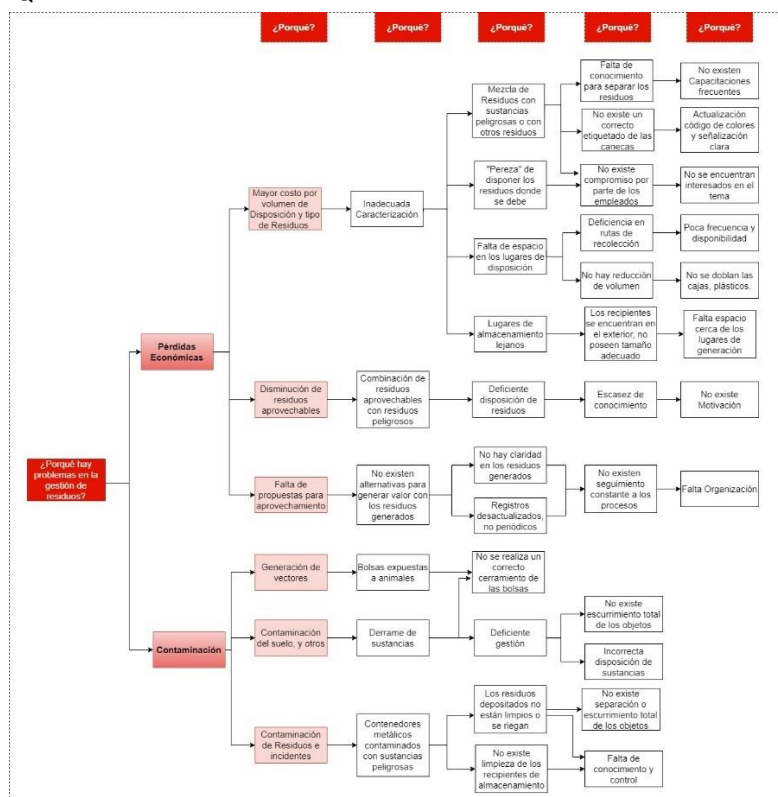 ¿Porqué?
¿Porqué?
¿Porqué?
¿Porqué?
¿Porqué?
¿Porqué hay
problemas en la
gestión de
residuos?
Pérdidas
Económicas
Mayor costo por
volumen de
Disposición y tipo
de Residuos
Inadecuada
Caracterización
Mezcla de
Residuos con
sustancias
peligrosas o con
otros residuos
Falta de
conocimiento
para separar los
residuos
No existen
Capacitaciones
frecuentes
No existe un
correcto
etiquetado de las
canecas
Actualización
código de colores
y señalización
clara
"Pereza" de
disponer los
residuos donde
se debe
No existe
compromiso por
parte de los
empleados
No se encuentran
interesados en el
tema
Falta de espacio
en los lugares de
disposición
Deficiencia en
rutas de
recolección
Poca frecuencia y
disponibilidad
No hay reducción
de volumen
No se doblan las
cajas, plásticos.
Lugares de
almacenamiento
lejanos
Los recipientes
se encuentran en
el exterior, no
poseen tamaño
adecuado
Falta espacio
cerca de los
lugares de
generación
Disminución de
residuos
aprovechables
Combinación de
residuos
aprovechables
con residuos
peligrosos
Deficiente
disposición de
residuos
Escasez de
conocimiento
No existe
Motivación
Falta de
propuestas para
aprovechamiento
No existen
alternativas para
generar valor con
los residuos
generados
No hay claridad
en los residuos
generados
Registros
desactualizados,
no periódicos
No existen
seguimiento
constante a los
procesos
Falta Organización
Contaminación
Generación de
vectores
Bolsas expuestas
a animales
No se realiza un
correcto
cerramiento de
las bolsas
Contaminación
del suelo, y otros
Derrame de
sustancias
Deficiente
gestión
No existe
escurrimiento total
de los objetos
Incorrecta
disposición de
sustancias
Contaminación
de Residuos e
incidentes
Contenedores
metálicos
contaminados
con sustancias
peligrosas
Los residuos
depositados no
están limpios o
se riegan
No existe
separación o
escurrimiento total
de los objetos
No existe
limpieza de los
recipientes de
almacenamiento
Falta de
conocimiento y
control